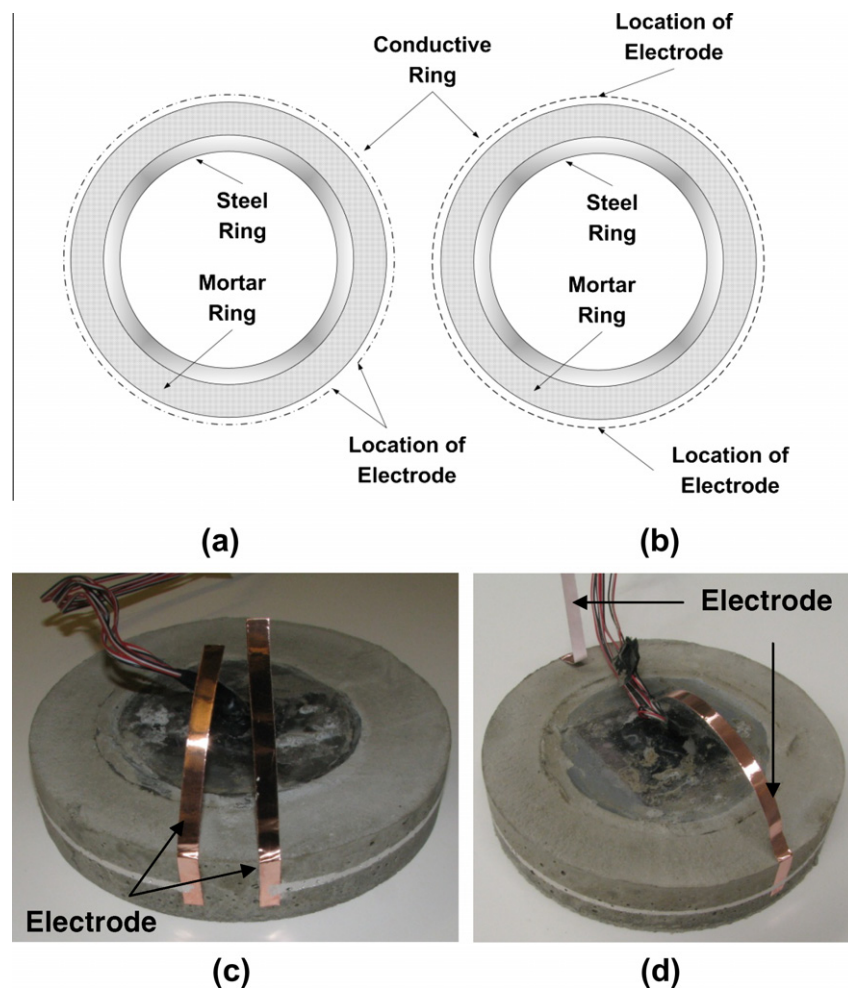 Conductive
Ring
Location of
Electrode
Steel
Ring
Mortar
Ring
Location of
Electrode
Steel
Ring
Mortar
Ring
Location of
Electrode
(a)
(b)
Electrode
Electrode
(c)
(d)